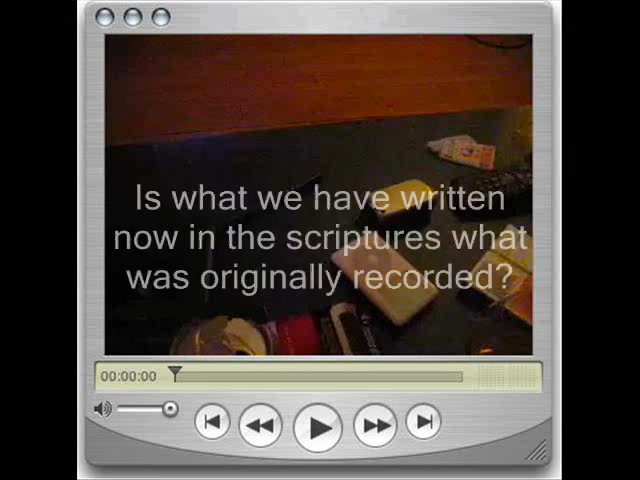 Is what we have written
now in the scriptures what
was originally recorded?
00:00:00